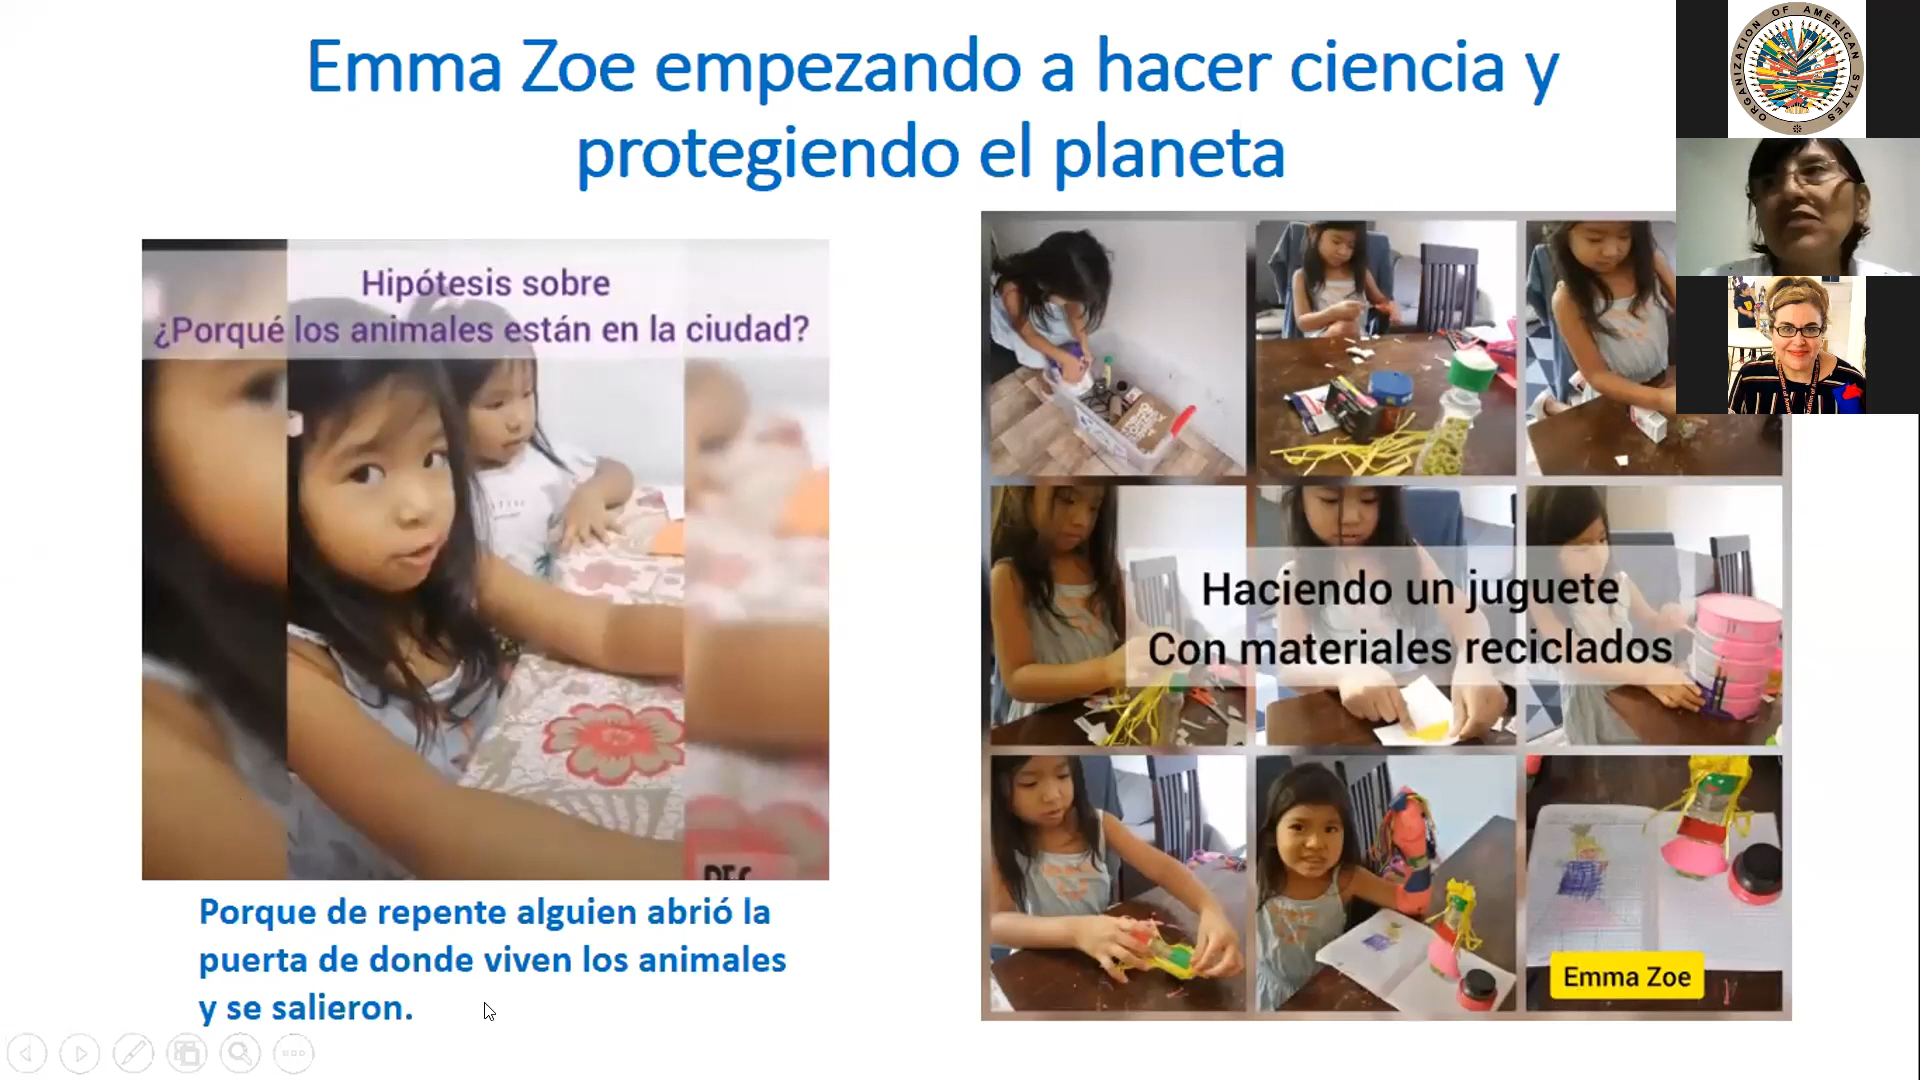 Emma Zoe empezando a hacer ciencia y
protegiendo el planeta
ORGANIZATION OF AMERICAN STATES
Hipótesis sobre
¿Porqué los animales están en la ciudad?
Porque de repente alguien abrió la
puerta de donde viven los animales
y se salieron.
Haciendo un juguete
Con materiales reciclados
Emma Zoe